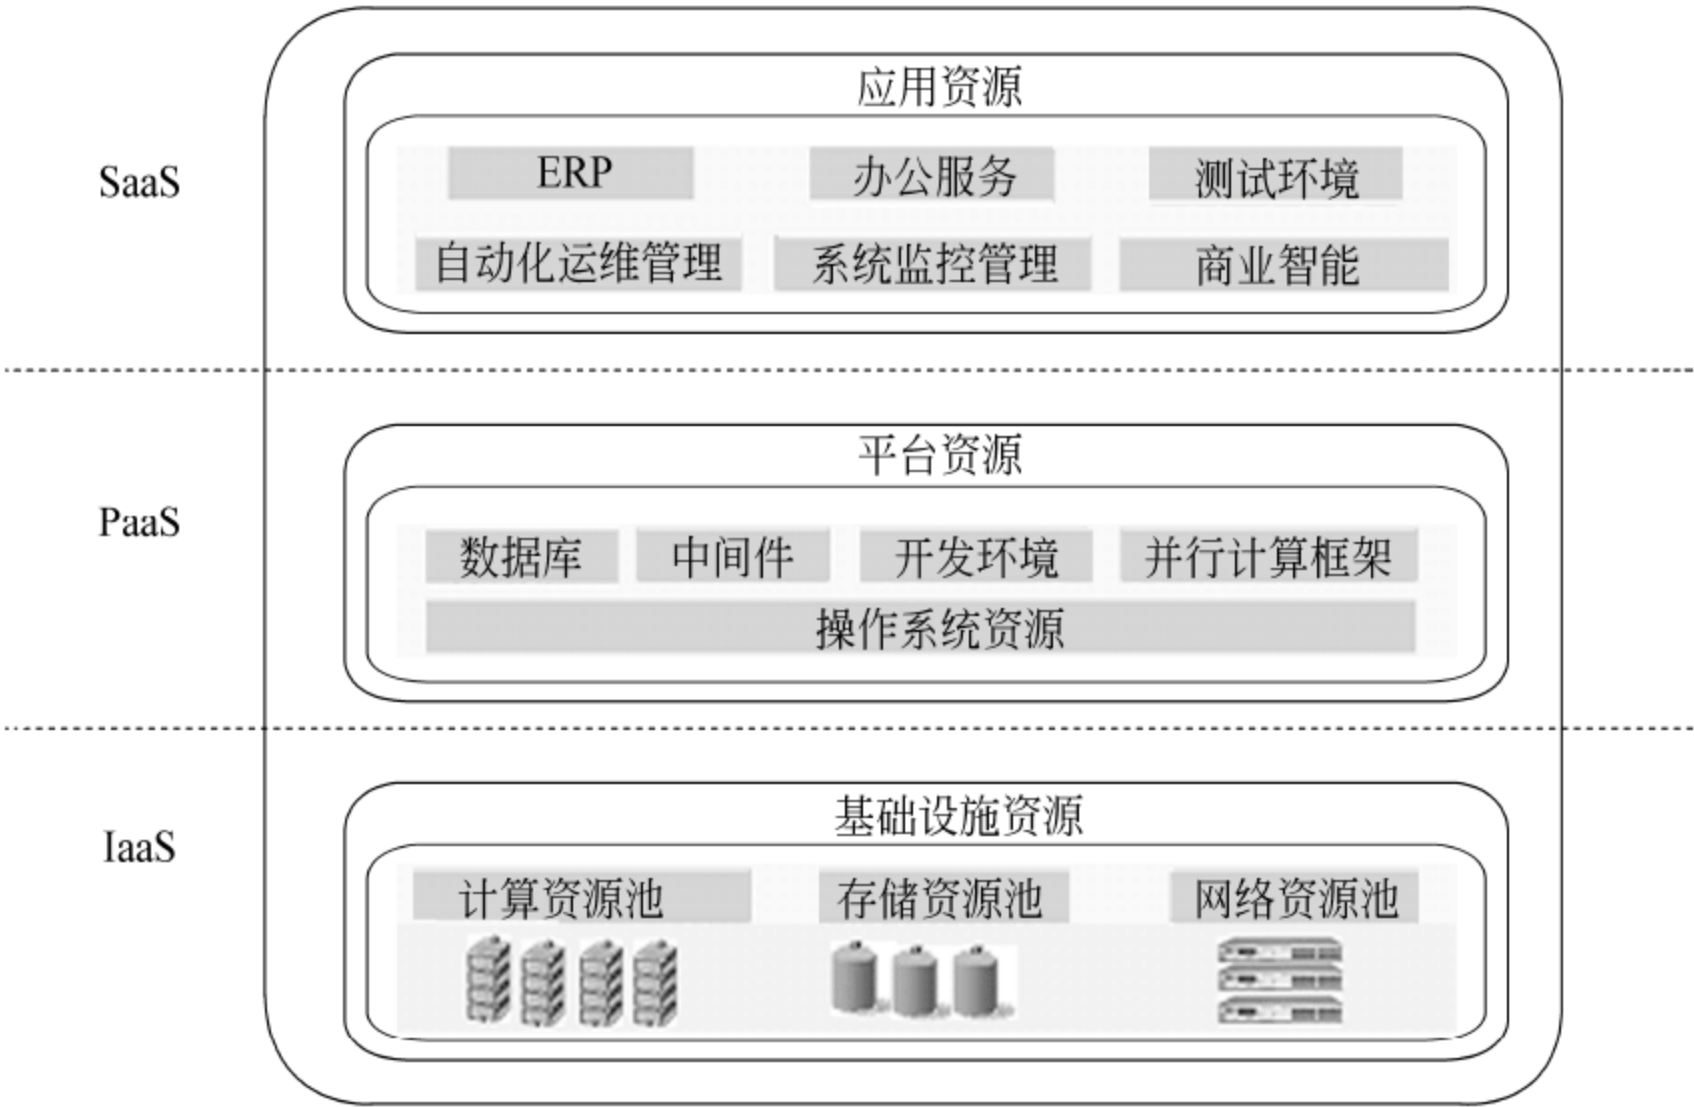 应用资源
SaaS
ERP 办公服务 测试环境
自动化运维管理 系统监控管理 商业智能
平台资源
PaaS
数据库 中间件 开发环境 并行计算框架
操作系统资源
基础设施资源
IaaS
计算资源池 存储资源池 网络资源池